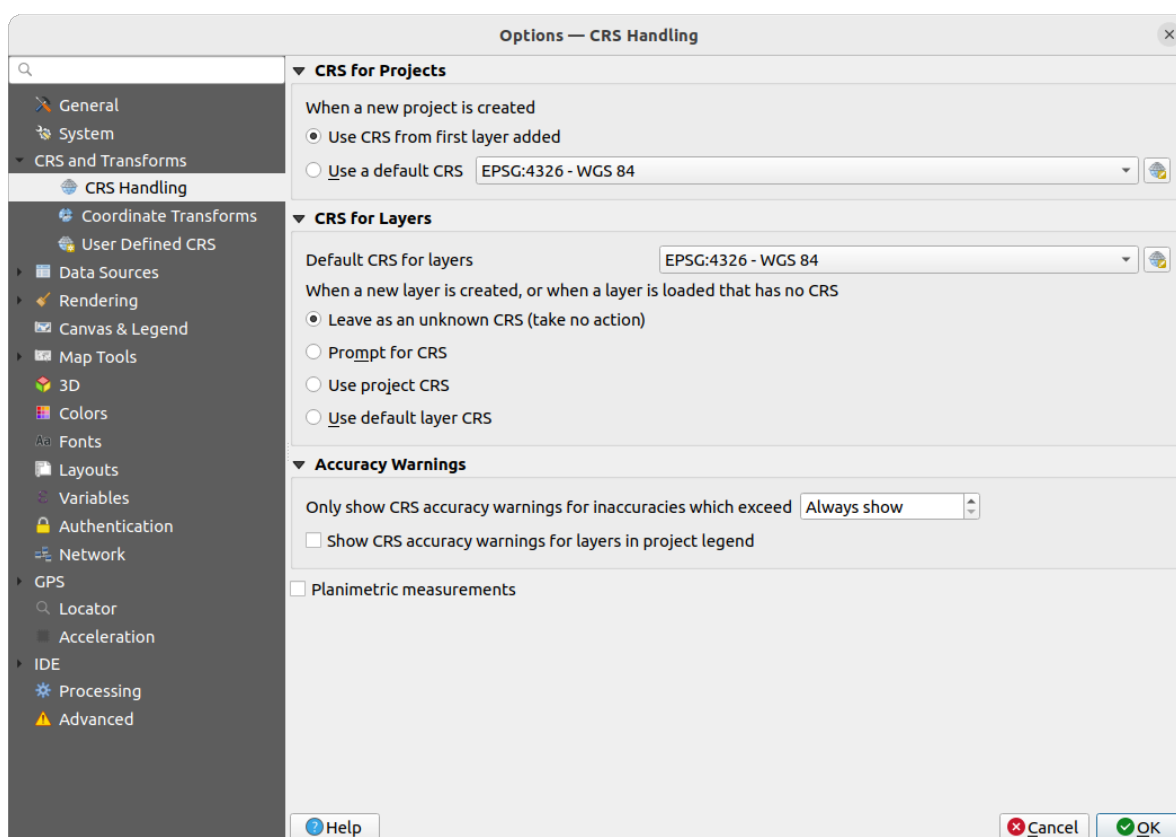 Options — CRS Handling
General
System
CRS and Transforms
CRS Handling
Coordinate Transforms
User Defined CRS
Data Sources
Rendering
Canvas & Legend
Map Tools
3D
Colors
Aa Fonts
Layouts
Variables
Authentication
Network
GPS
Locator
Acceleration
IDE
Processing
Advanced
CRS for Projects
When a new project is created
Use CRS from first layer added
Use a default CRS EPSG:4326 - WGS 84
CRS for Layers
Default CRS for layers EPSG:4326 - WGS 84
When a new layer is created, or when a layer is loaded that has no CRS
Leave as an unknown CRS (take no action)
Prompt for CRS
Use project CRS
Use default layer CRS
Accuracy Warnings
Only show CRS accuracy warnings for inaccuracies which exceed Always show
Show CRS accuracy warnings for layers in project legend
Planimetric measurements
Help Cancel OK